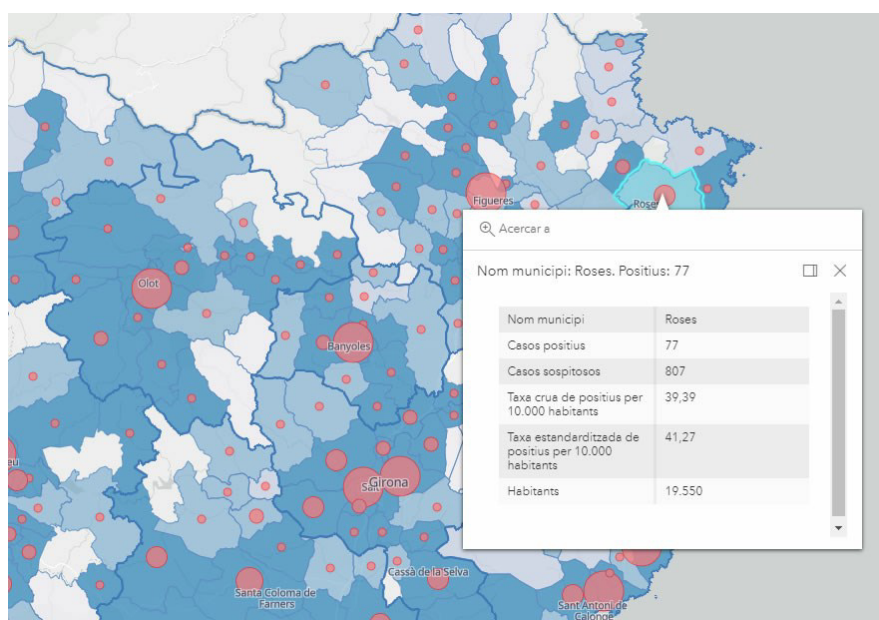 Figueres
Roses
Acercar a
Nom municipi: Roses. Positius: 77
Nom municipi Roses
Casos positius 77
Casos sospitosos 807
Taxa crua de positius per 39,39
10.000 habitants
Taxa estandarditzada de 41,27
positius per 10.000
habitants
Habitants 19.550
Olot
Banyoles
Salt
Girona
eu
Cassà de la Selva
Santa Coloma de
Farners
Sant Antoni de
Calonge